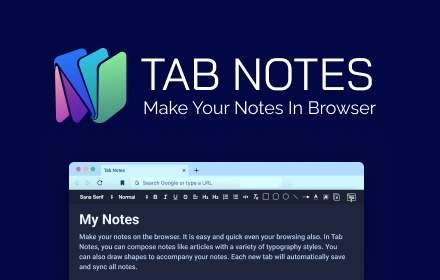 TAB NOTES
Make Your Notes In Browser
Tab Notes
Search Google or type a URL
Sans Serif Normal B I U S H₁ H₂ A
My Notes
Make your notes on the browser. It is easy and quick even your browsing also. In Tab
Notes, you can compose notes like articles with a variety of typography styles. You
can also draw shapes to accompany your notes. Each new tab will automatically save
and sync all notes.